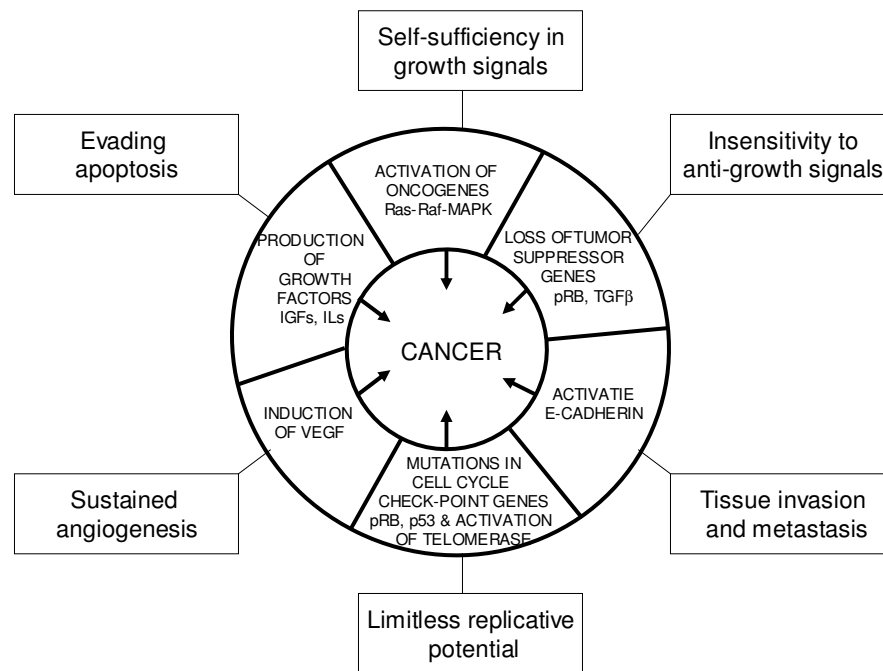 Self-sufficiency in
growth signals
Evading
apoptosis
Insensitivity to
anti-growth signals
ACTIVATION OF
ONCOGENES
Ras-Raf-MAPK
PRODUCTION
OF
GROWTH
FACTORS
IGFs, ILs
LOSS OFTUMOR
SUPPRESSOR
GENES
pRB, TGFβ
CANCER
INDUCTION
OF VEGF
ACTIVATIE
E-CADHERIN
MUTATIONS IN
CELL CYCLE
CHECK-POINT GENES
pRB, p53 & ACTIVATION
OF TELOMERASE
Sustained
angiogenesis
Tissue invasion
and metastasis
Limitless replicative
potential